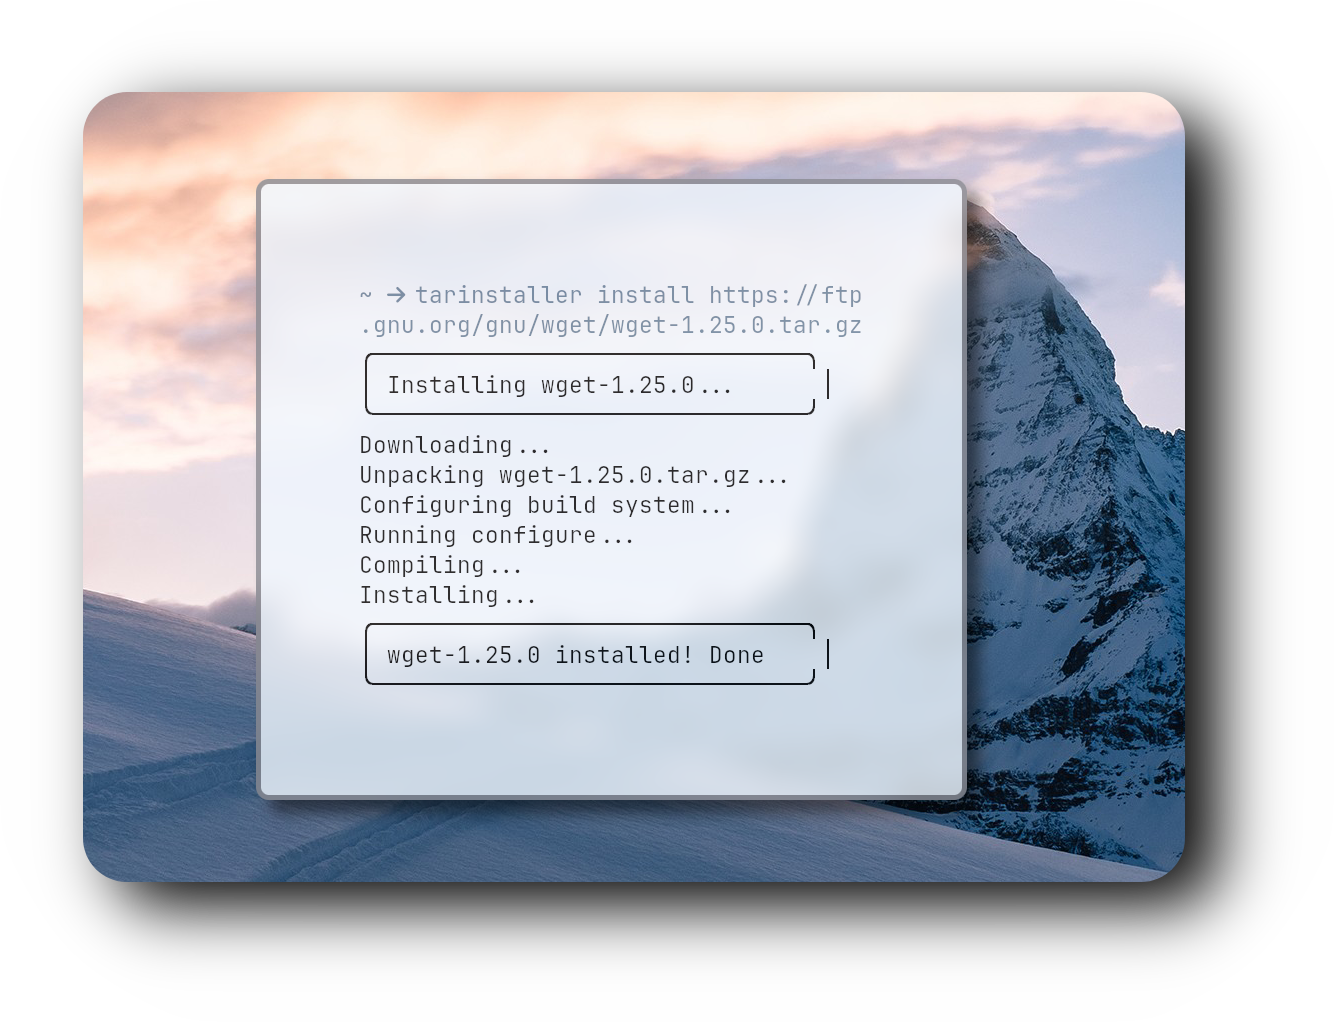 ~ → tarinstaller install https://ftp
.gnu.org/gnu/wget/wget-1.25.0.tar.gz
Installing wget-1.25.0...
Downloading...
Unpacking wget-1.25.0.tar.gz...
Configuring build system...
Running configure...
Compiling...
Installing...
wget-1.25.0 installed! Done